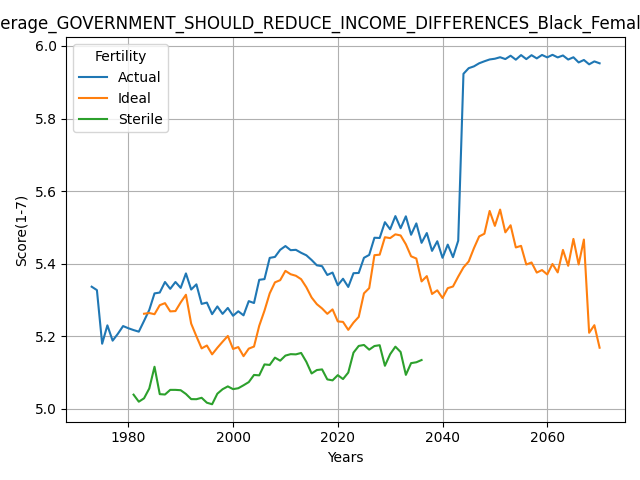 erage_GOVERNMENT_SHOULD_REDUCE_INCOME_DIFFERENCES_Black_Femal
Fertility
Actual
Ideal
Sterile
Score(1-7)
6.0
5.8
5.6
5.4
5.2
5.0
1980 2000 2020 2040 2060
Years